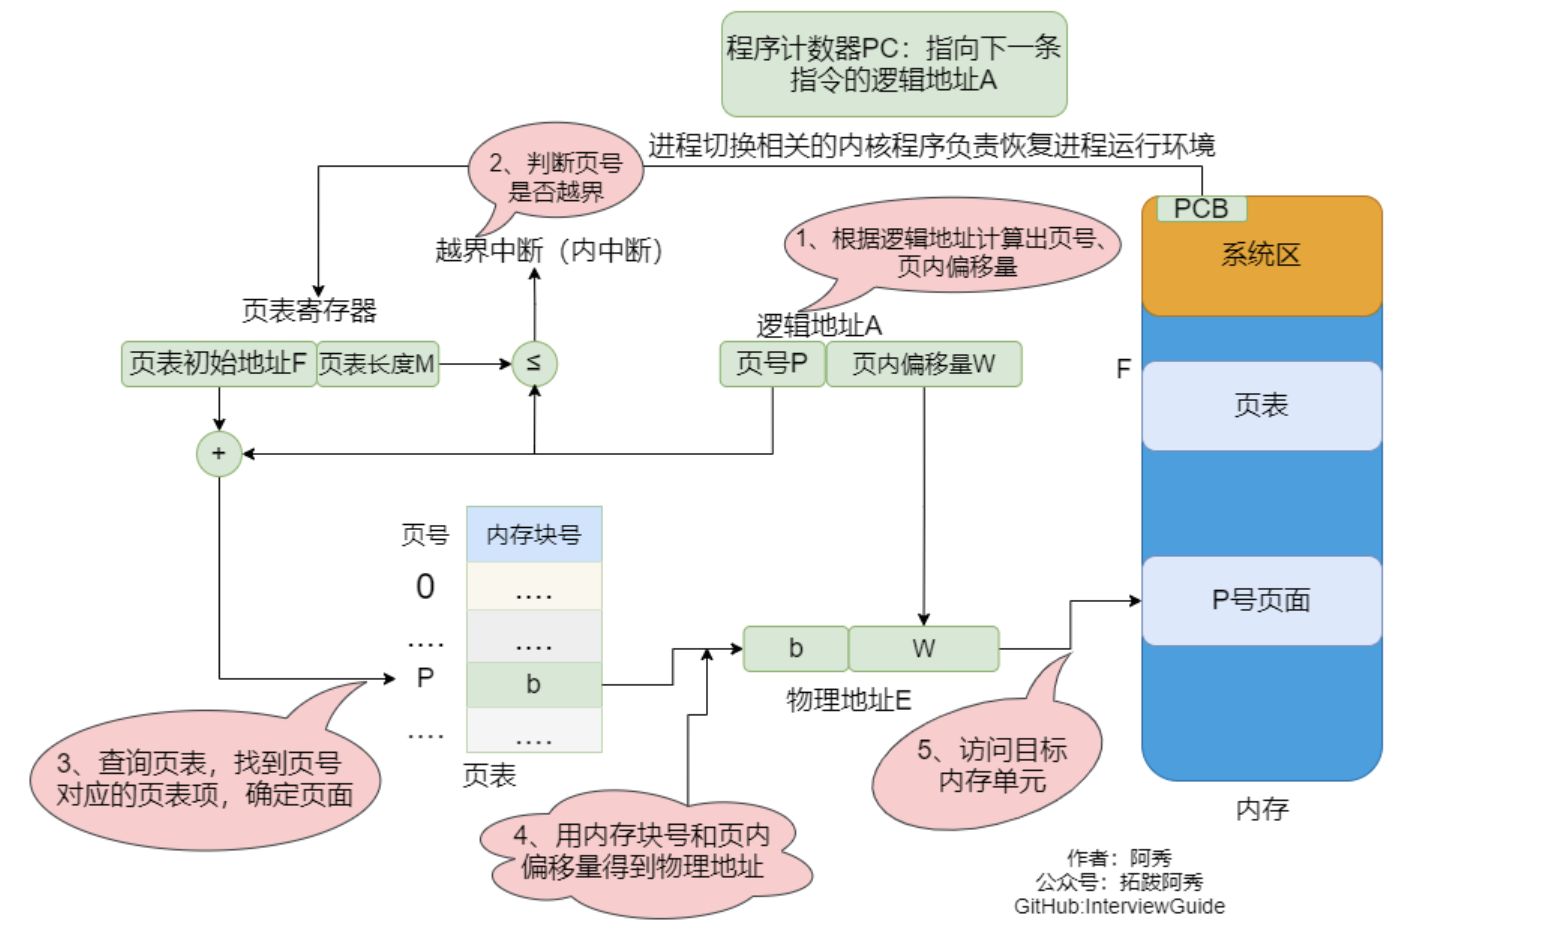 程序计数器PC：指向下一条
指令的逻辑地址A
进程切换相关的内核程序负责恢复进程运行环境
2、判断页号
是否越界
PCB
系统区
1、根据逻辑地址计算出页号、
页内偏移量
越界中断（内中断）
页表寄存器
逻辑地址A
页表初始地址F
页表长度M
≤
页号P
页内偏移量W
F
页表
+
页号
内存块号
0
....
....
....
P
b
....
....
页表
b
W
物理地址E
P号页面
3、查询页表，找到页号
对应的页表项，确定页面
4、用内存块号和页内
偏移量得到物理地址
5、访问目标
内存单元
内存
作者：阿秀
公众号：拓跋阿秀
GitHub:InterviewGuide